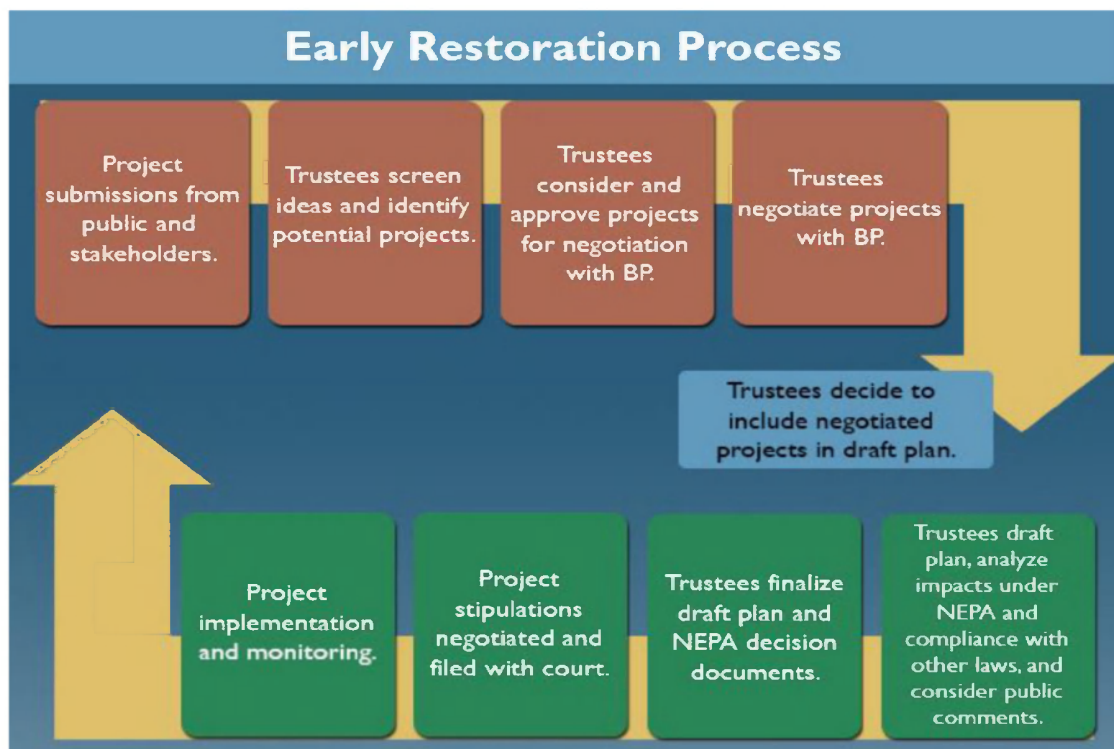 Early Restoration Process
Project
submissions from
public and
stakeholders.
Trustees screen
ideas and identify
potential projects.
Trustees
consider and
approve projects
for negotiation
with BP.
Trustees
negotiate projects
with BP.
Trustees decide to
include negotiated
projects in draft plan.
Trustees draft
plan, analyze
impacts under
NEPA and
compliance with
other laws, and
consider public
comments.
Trustees finalize
draft plan and
NEPA decision
documents.
Project
stipulations
negotiated and
filed with court.
Project
implementation
and monitoring.